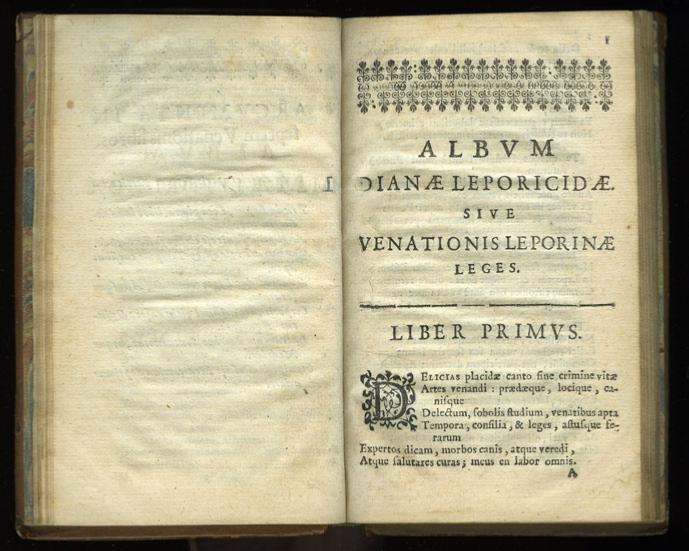 1
ALBVM
DIANÆ LEPORICIDÆ.
SIVE
VENATIONIS LEPORINÆ
LEGES.
LIBER PRIMVS.
DELICIAS placidæ canto sine crimine vitæ
Artes venandi : prædæque, locique, ca-
nisque
Delectum, sobolis studium, venatibus apta
Tempora, consilia, & leges, astusque fe-
rarum
Expertos dicam, morbos canis, atque veredi,
Atque salutares curas; meus en labor omnis.
A